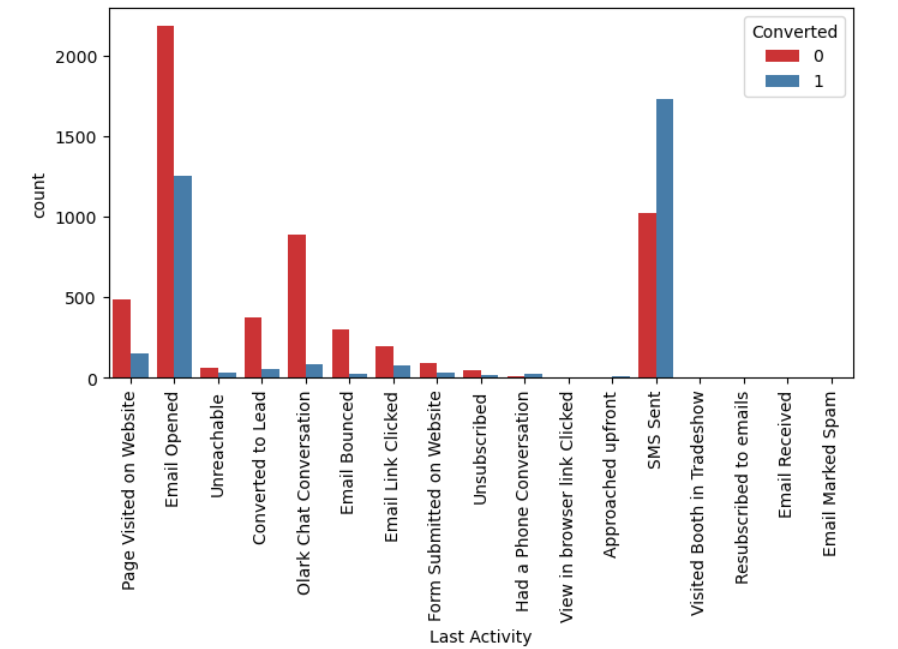 Converted
0
1
2000
1500
1000
500
0
count
Page Visited on Website
Email Opened
Unreachable
Converted to Lead
Olark Chat Conversation
Email Bounced
Email Link Clicked
Form Submitted on Website
Unsubscribed
Had a Phone Conversation
View in browser link Clicked
Approached upfront
SMS Sent
Visited Booth in Tradeshow
Resubscribed to emails
Email Received
Email Marked Spam
Last Activity